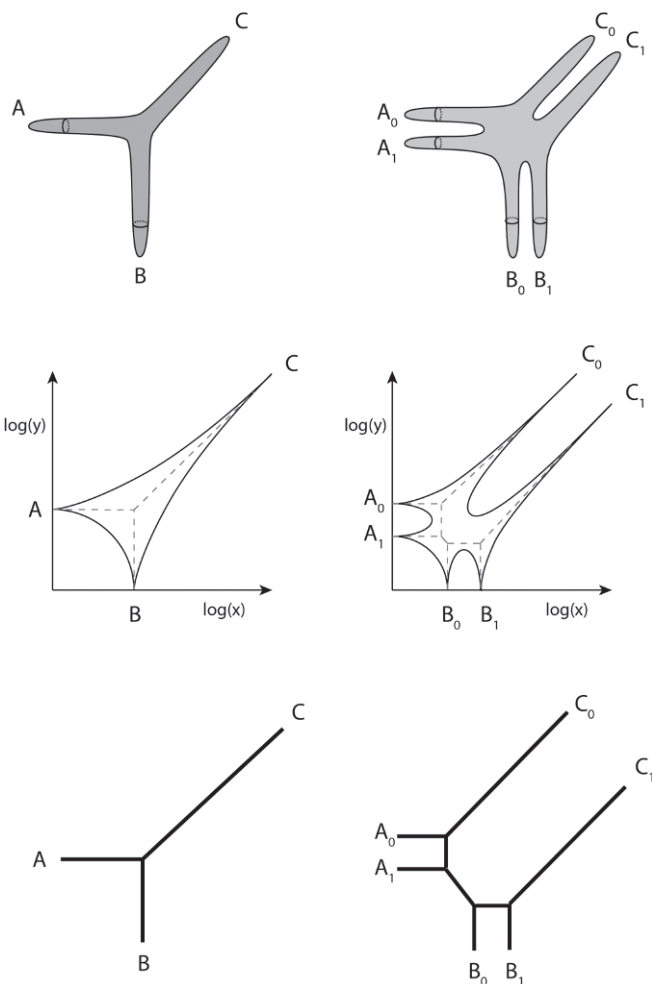 C
A
B
C₀
C₁
A₀
A₁
B₀
B₁
C
log(y)
A
B
log(x)
C₀
C₁
log(y)
A₀
A₁
B₀
B₁
log(x)
C
A
B
C₀
C₁
A₀
A₁
B₀
B₁